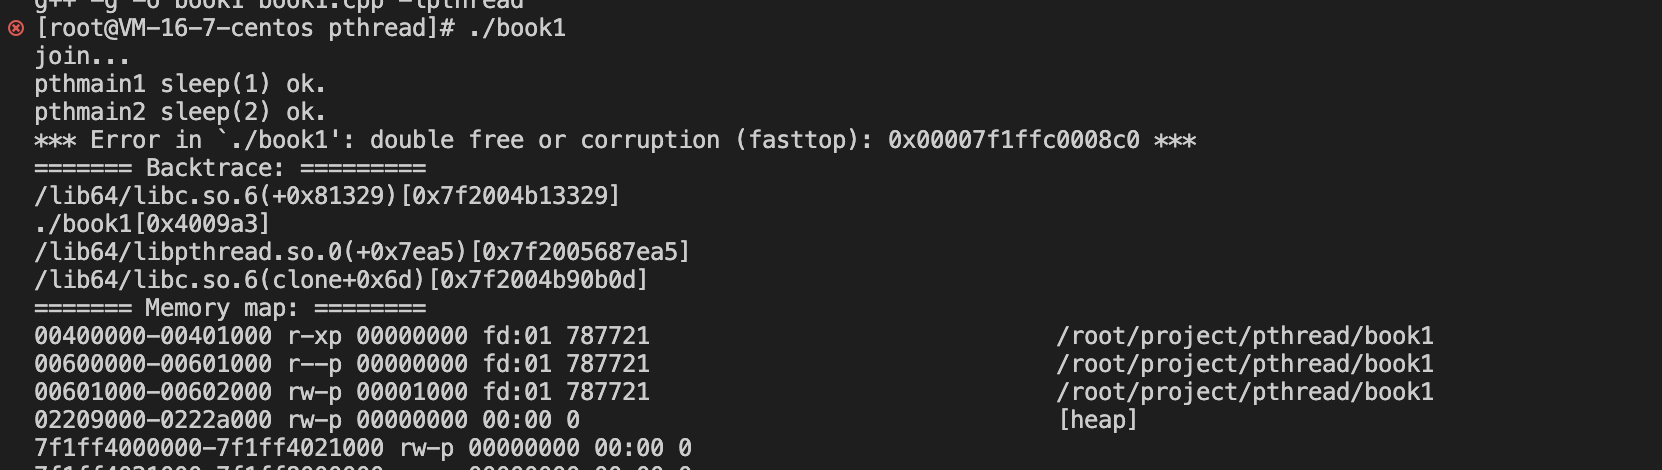 g++ -g -o book1 book1.cpp -lpthread
[root@VM-16-7-centos pthread]# ./book1
join...
pthmain1 sleep(1) ok.
pthmain2 sleep(2) ok.
*** Error in `./book1': double free or corruption (fasttop): 0x00007f1ffc0008c0 ***
======= Backtrace: =========
/lib64/libc.so.6(+0x81329)[0x7f2004b13329]
./book1[0x4009a3]
/lib64/libpthread.so.0(+0x7ea5)[0x7f2005687ea5]
/lib64/libc.so.6(clone+0x6d)[0x7f2004b90b0d]
======= Memory map: ========
00400000-00401000 r-xp 00000000 fd:01 787721 /root/project/pthread/book1
00600000-00601000 r--p 00000000 fd:01 787721 /root/project/pthread/book1
00601000-00602000 rw-p 00001000 fd:01 787721 /root/project/pthread/book1
02209000-0222a000 rw-p 00000000 00:00 0 [heap]
7f1ff4000000-7f1ff4021000 rw-p 00000000 00:00 0